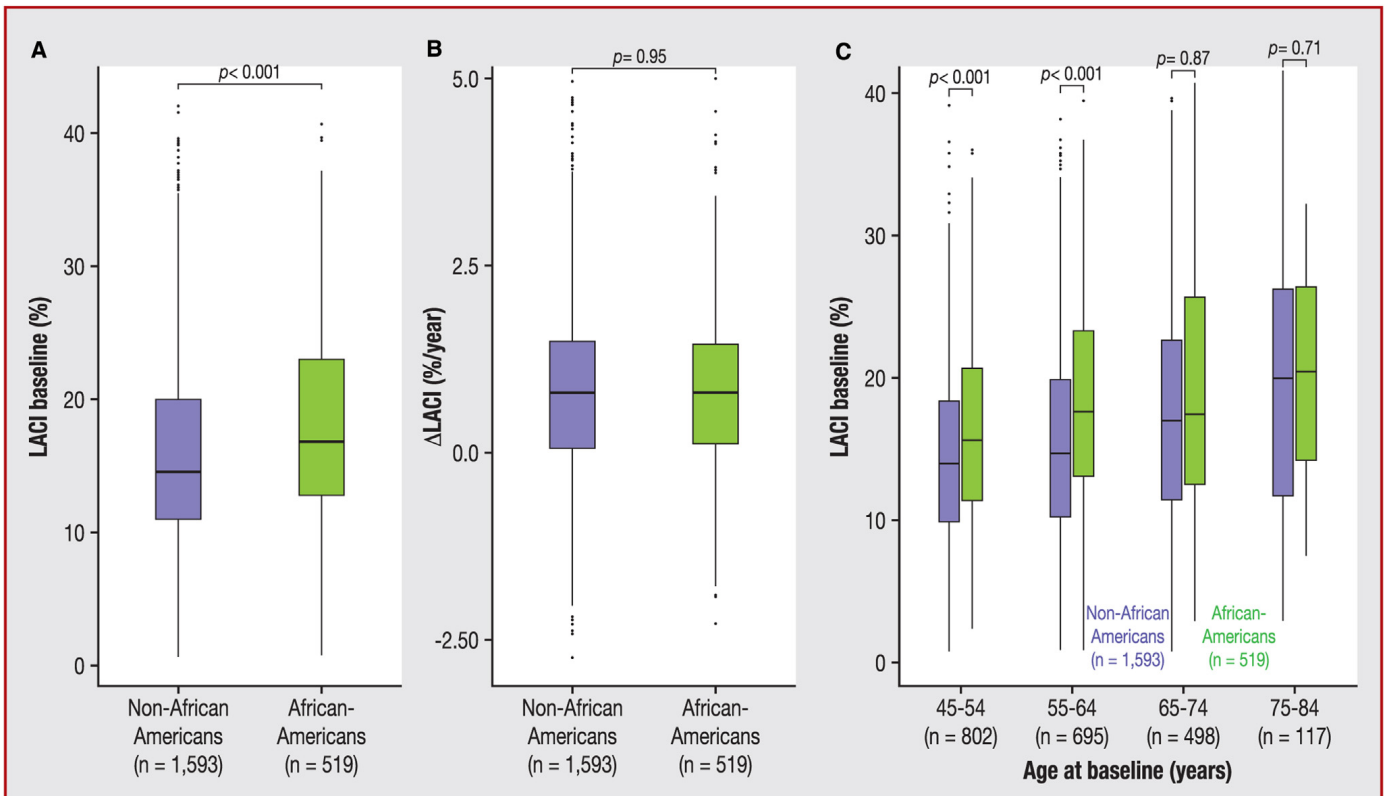 A
p< 0.001
LACI baseline (%)
40
30
20
10
0
Non-African
Americans
(n = 1,593)
African-
Americans
(n = 519)
B
p= 0.95
ΔLACI (%/year)
5.0
2.5
0.0
-2.50
Non-African
Americans
(n = 1,593)
African-
Americans
(n = 519)
C
p< 0.001
p< 0.001
p= 0.87
p= 0.71
LACI baseline (%)
40
30
20
10
0
Non-African
Americans
(n = 1,593)
African-
Americans
(n = 519)
45-54
(n = 802)
55-64
(n = 695)
65-74
(n = 498)
75-84
(n = 117)
Age at baseline (years)